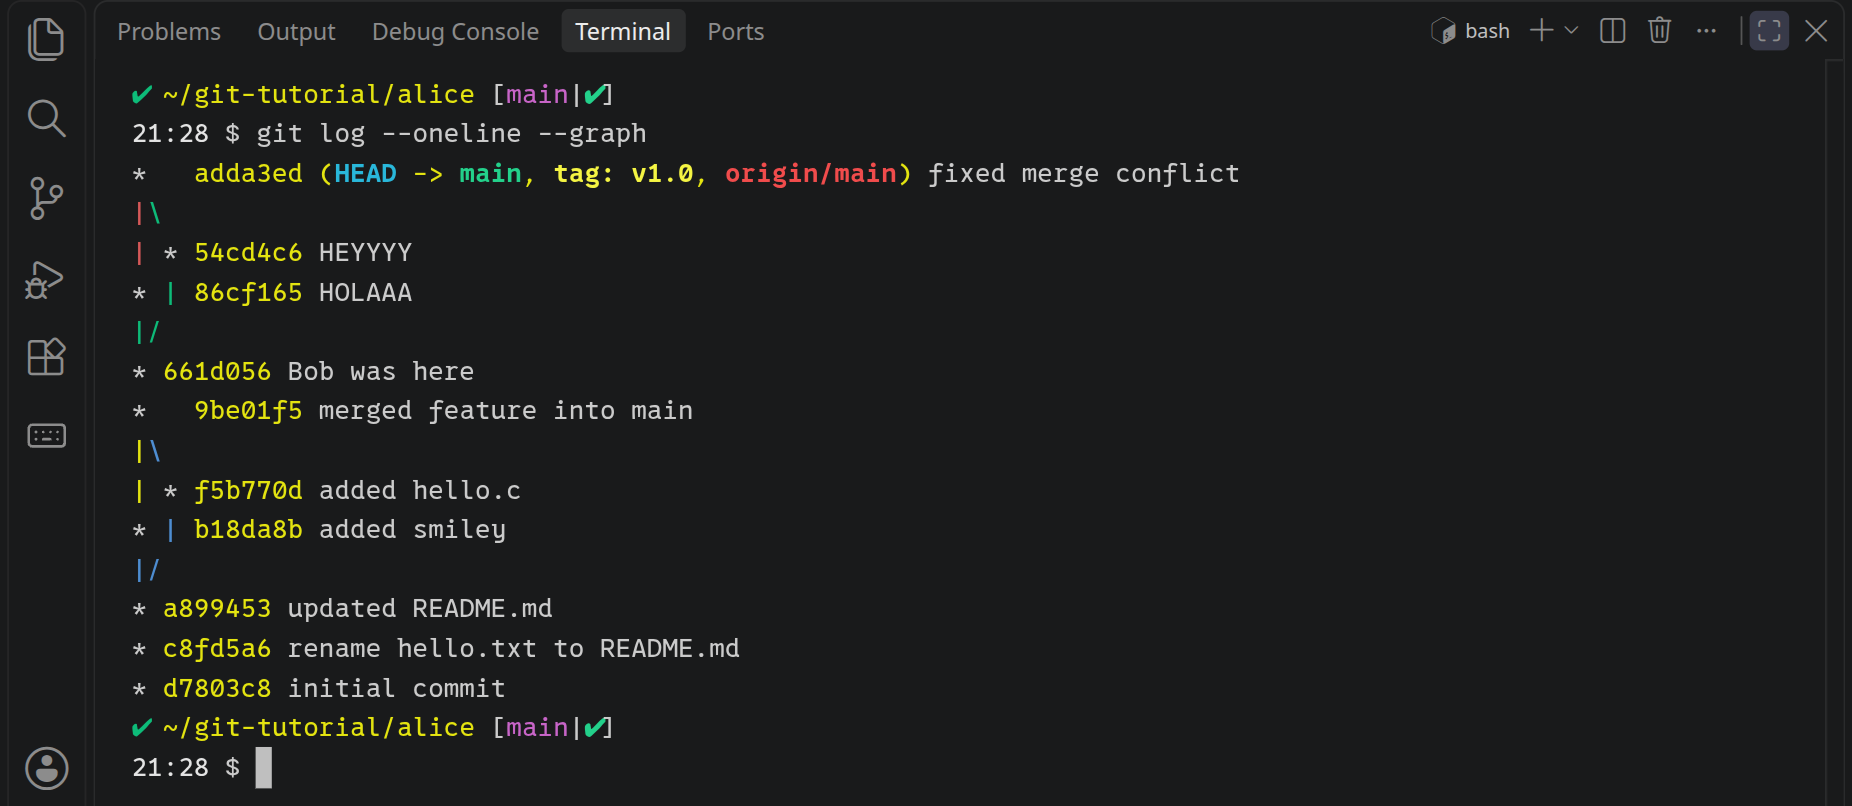 Problems Output Debug Console Terminal Ports bash
✔ ~/git-tutorial/alice [main|✔]
21:28 $ git log --oneline --graph
*   adda3ed (HEAD -> main, tag: v1.0, origin/main) fixed merge conflict
|\
| * 54cd4c6 HEYYYY
* | 86cf165 HOLAAA
|/
* 661d056 Bob was here
*   9be01f5 merged feature into main
|\
| * f5b770d added hello.c
* | b18da8b added smiley
|/
* a899453 updated README.md
* c8fd5a6 rename hello.txt to README.md
* d7803c8 initial commit
✔ ~/git-tutorial/alice [main|✔]
21:28 $